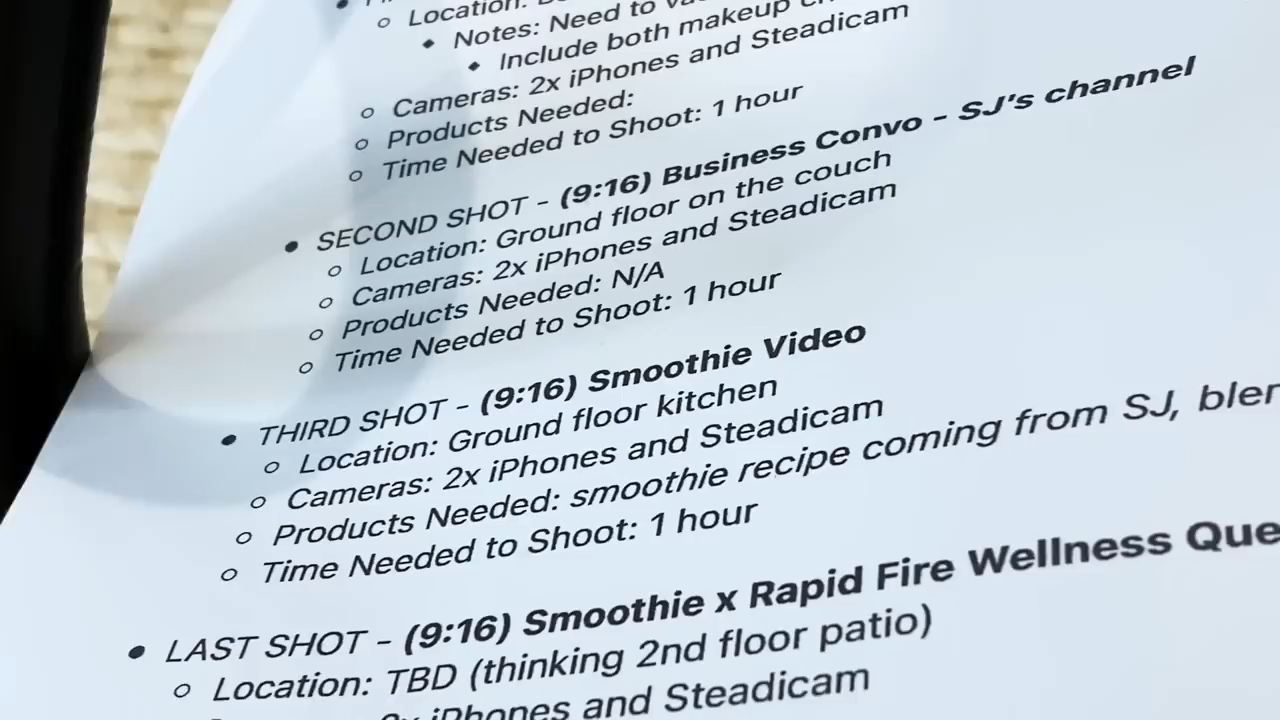 Location:
Notes: Need to
Include both makeup
Cameras: 2x iPhones and Steadicam
Products Needed:
Time Needed to Shoot: 1 hour
SECOND SHOT - (9:16) Business Convo - SJ's channel
Location: Ground floor on the couch
Cameras: 2x iPhones and Steadicam
Products Needed: N/A
Time Needed to Shoot: 1 hour
THIRD SHOT - (9:16) Smoothie Video
Location: Ground floor kitchen
Cameras: 2x iPhones and Steadicam
Products Needed: smoothie recipe coming from SJ,
Time Needed to Shoot: 1 hour
LAST SHOT - (9:16) Smoothie x Rapid Fire Wellness
Location: TBD (thinking 2nd floor patio)
2x iPhones and Steadicam